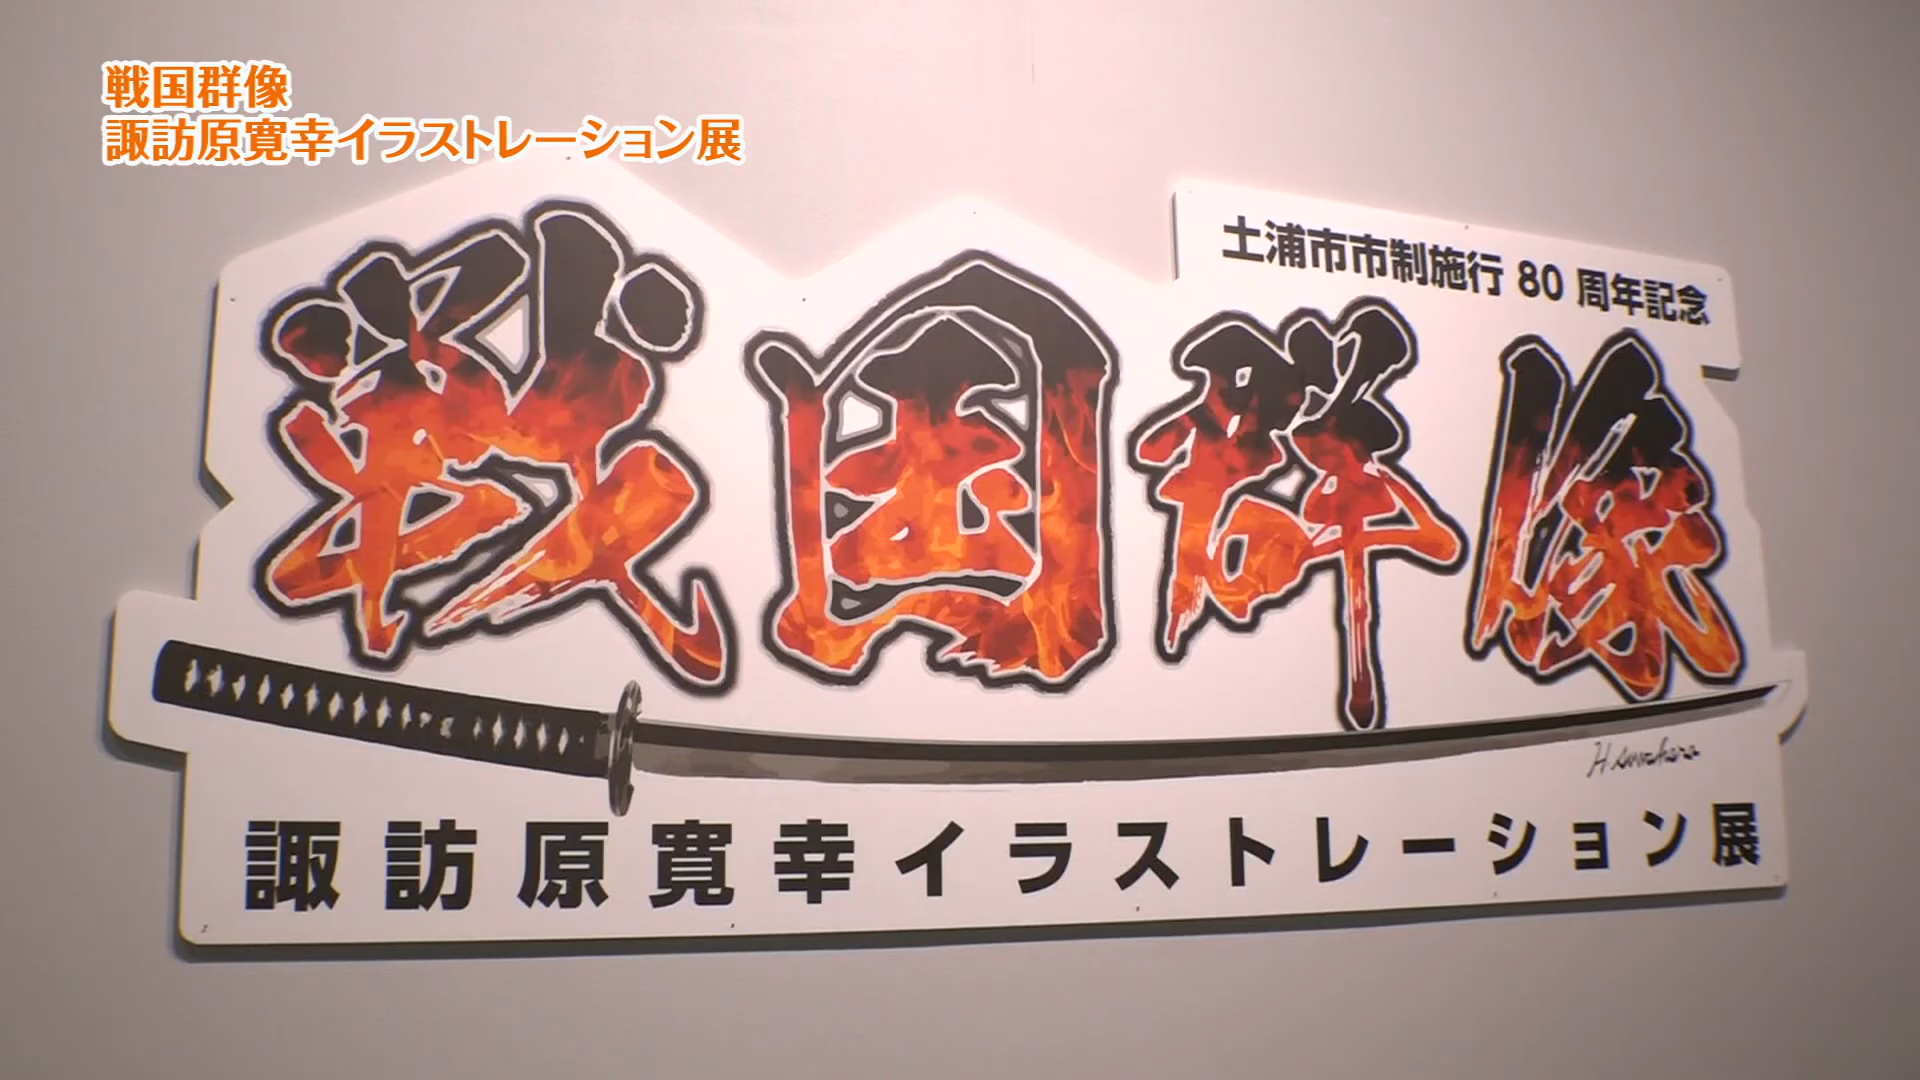 戦国群像
諏訪原寛幸イラストレーション展
土浦市市制施行 80 周年記念
戦国群像
H suwahara
諏訪原寛幸イラストレーション展